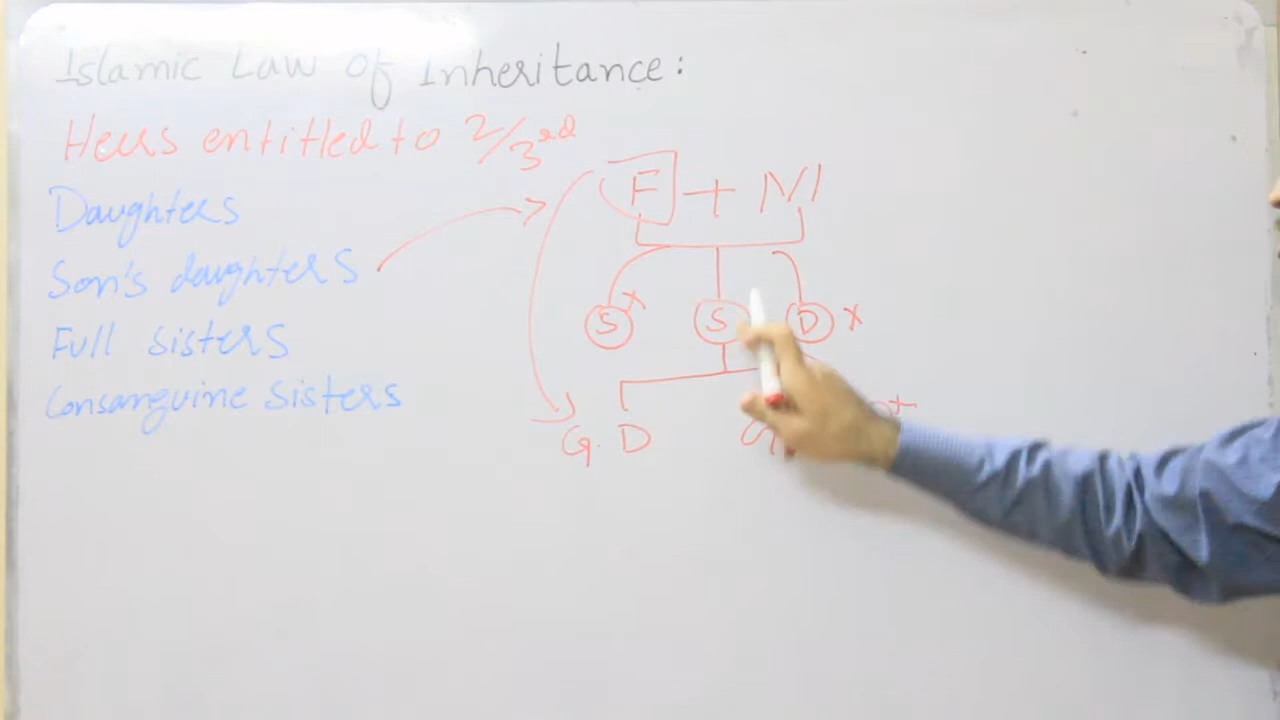 Islamic Law of Inheritance:
Heirs entitled to 2/3rd
Daughters
Son's daughters
Full sisters
Consanguine Sisters
F + M
S x S D x
G. D G.